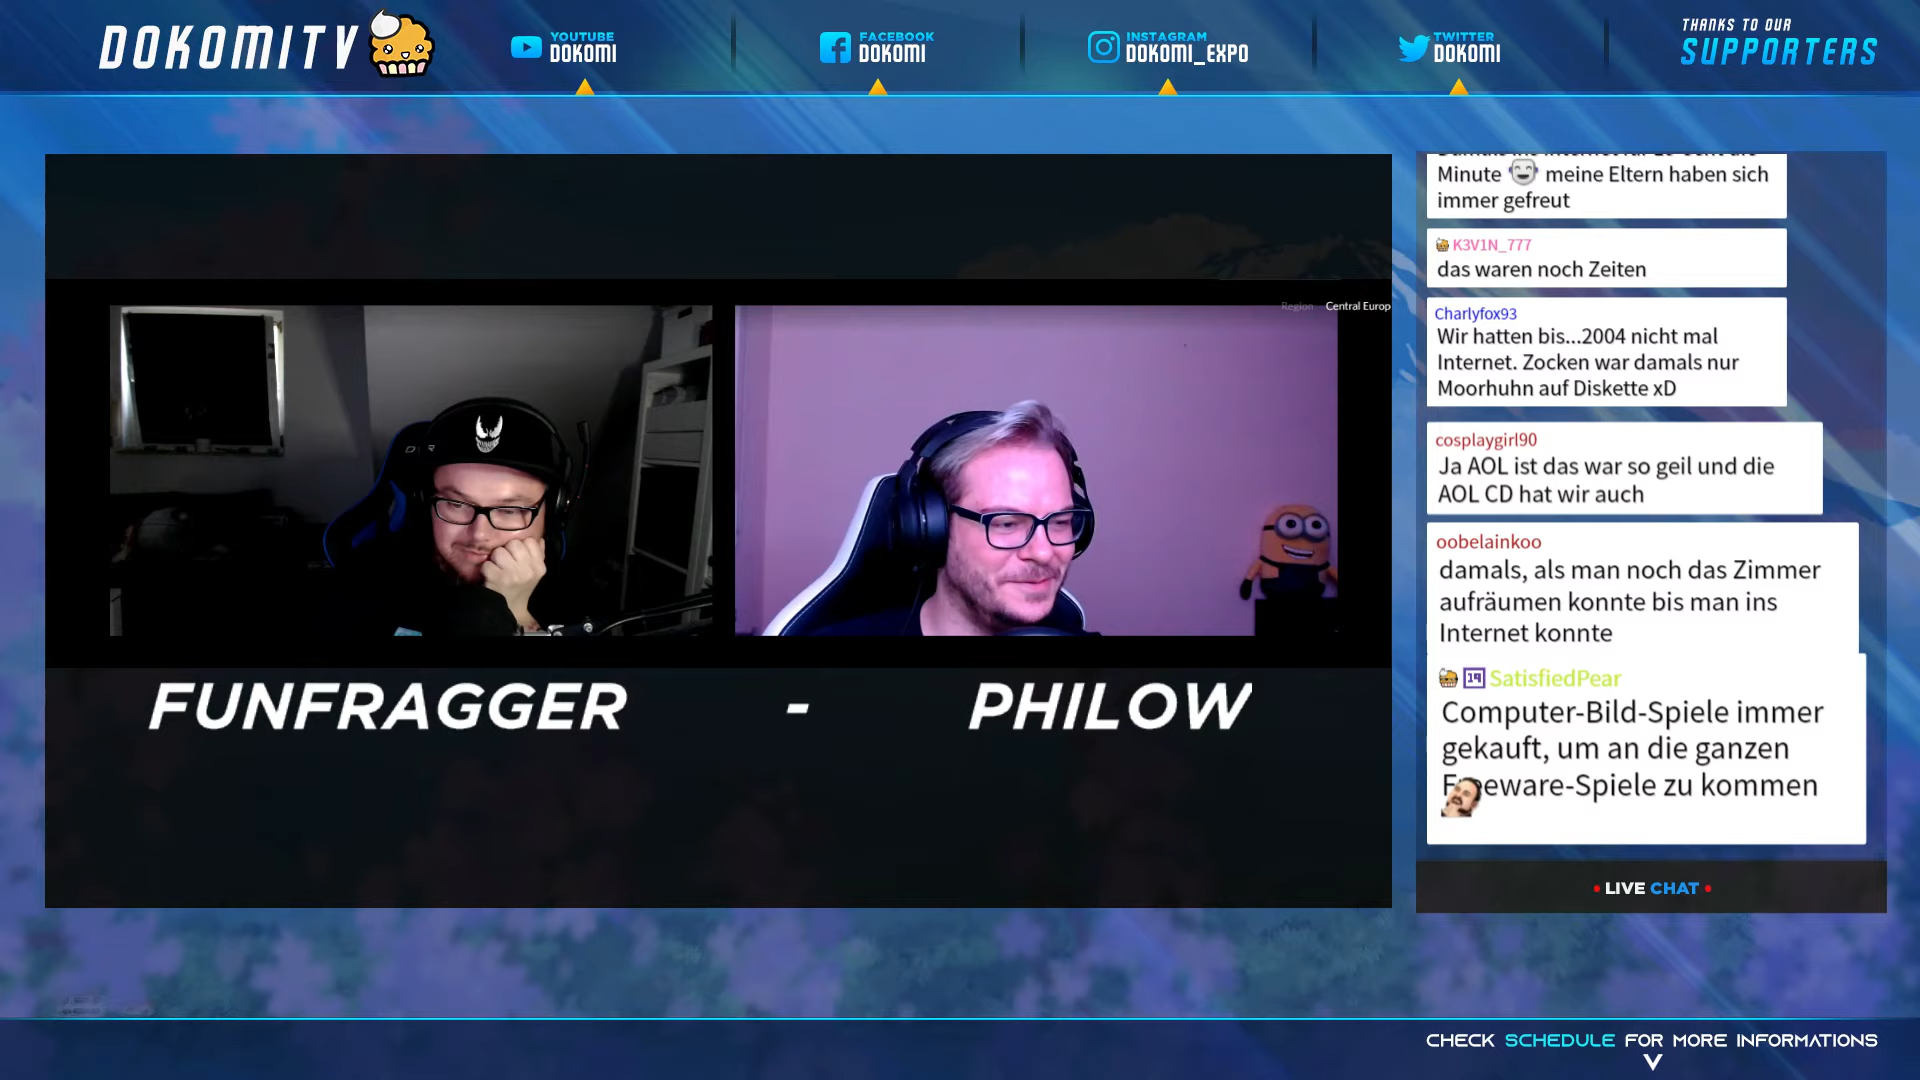 DOKOMITV
YOUTUBE
DOKOMI
FACEBOOK
DOKOMI
INSTAGRAM
DOKOMI_EXPO
TWITTER
DOKOMI
THANKS TO OUR
SUPPORTERS
Region Central Europ
FUNFRAGGER - PHILOW
Minute meine Eltern haben sich
immer gefreut
K3V1N_777
das waren noch Zeiten
Charlyfox93
Wir hatten bis...2004 nicht mal
Internet. Zocken war damals nur
Moorhuhn auf Diskette xD
cosplaygirl90
Ja AOL ist das war so geil und die
AOL CD hat wir auch
oobelainkoo
damals, als man noch das Zimmer
aufräumen konnte bis man ins
Internet konnte
19 SatisfiedPear
Computer-Bild-Spiele immer
gekauft, um an die ganzen
Freeware-Spiele zu kommen
• LIVE CHAT •
CHECK SCHEDULE FOR MORE INFORMATIONS